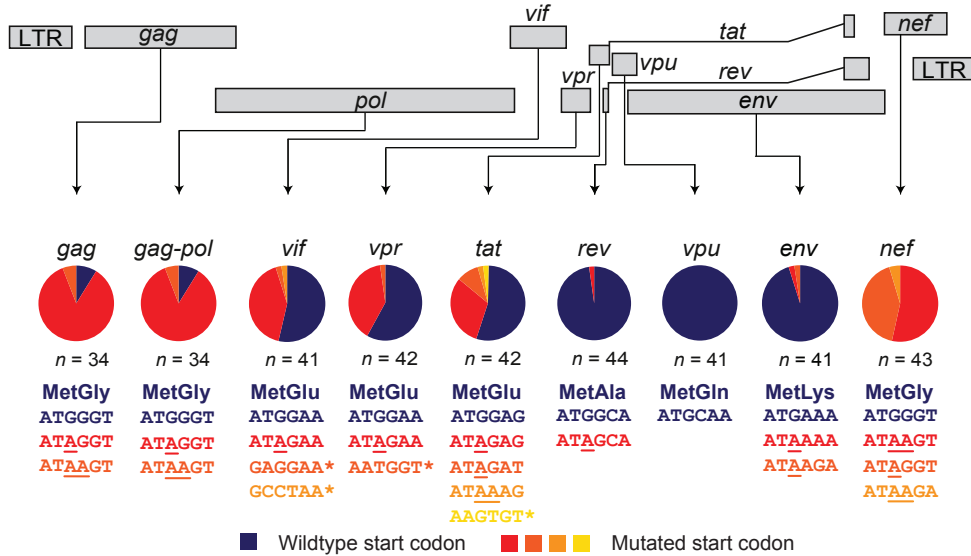 LTR gag vif tat nef
vpr vpu rev LTR
pol env
gag gag-pol vif vpr tat rev vpu env nef
n = 34 n = 34 n = 41 n = 42 n = 42 n = 44 n = 41 n = 41 n = 43
MetGly MetGly MetGlu MetGlu MetGlu MetAla MetGln MetLys MetGly
ATGGGT ATGGGT ATGGAA ATGGAA ATGGAG ATGGCA ATGCAA ATGAAA ATGGGT
ATAGGT ATAGGT ATAGAA ATAGAA ATAGAG ATAGCA ATAAAA ATAAGT
ATAAGT ATAAGT GAGGAA* AATGGT* ATAGAT ATAAGA ATAGGT
GCCTAA* ATAAAG ATAAGA
AAGTGT*
Wildtype start codon Mutated start codon